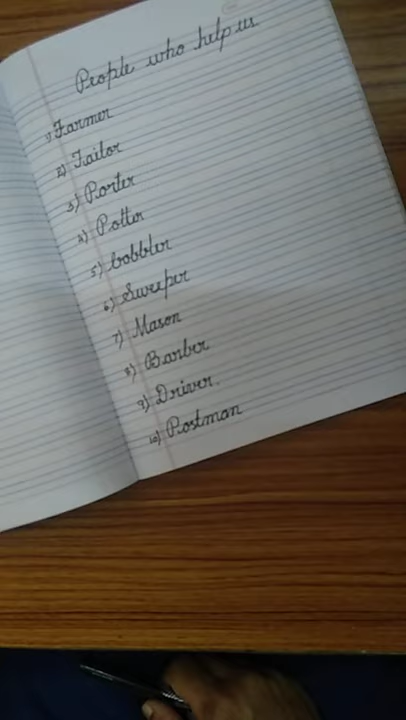 People who help us
1) Farmer
2) Tailor
3) Porter
4) Potter
5) Cobbler
6) Sweeper
7) Mason
8) Barber
9) Driver.
10) Postman